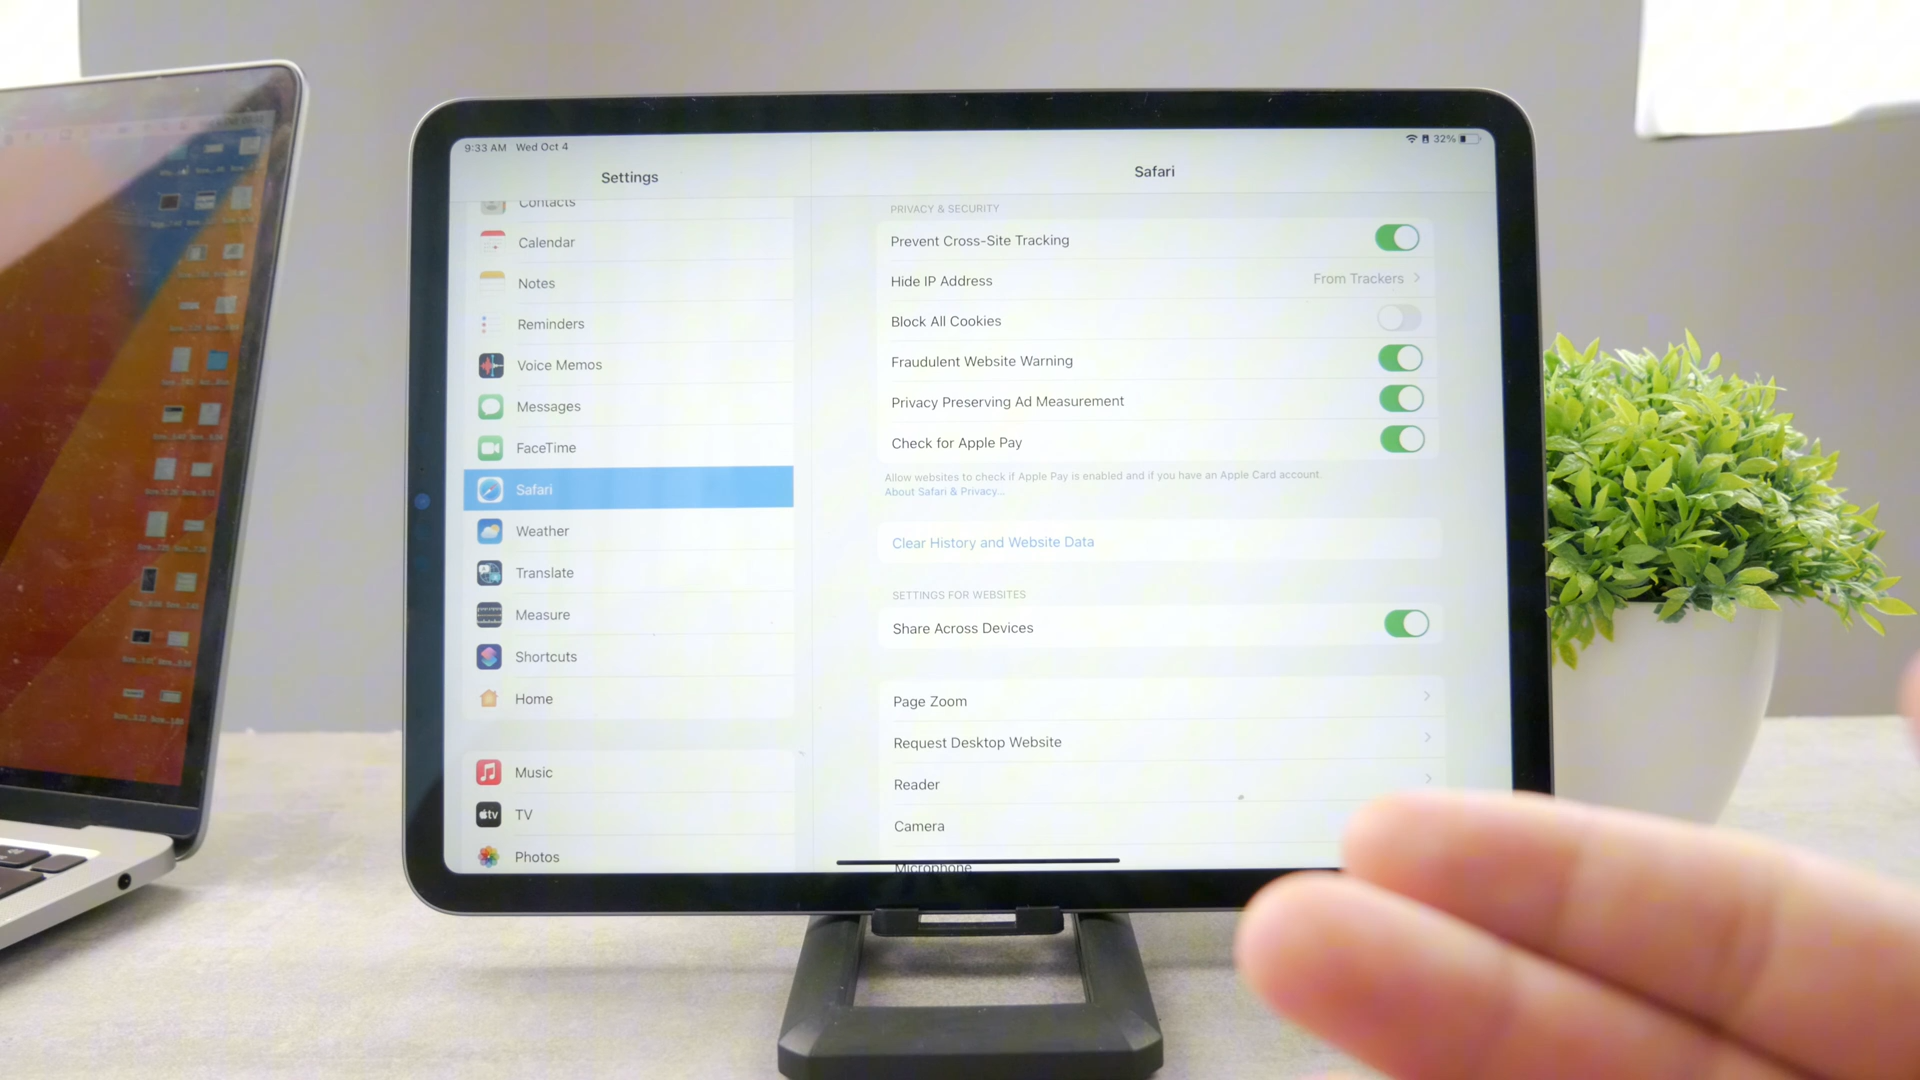 9:33 AM Wed Oct 4
32%
Settings
Contacts
Calendar
Notes
Reminders
Voice Memos
Messages
FaceTime
Safari
Weather
Translate
Measure
Shortcuts
Home
Music
tv
TV
Photos
Safari
PRIVACY & SECURITY
Prevent Cross-Site Tracking
Hide IP Address From Trackers
Block All Cookies
Fraudulent Website Warning
Privacy Preserving Ad Measurement
Check for Apple Pay
Allow websites to check if Apple Pay is enabled and if you have an Apple Card account.
About Safari & Privacy...
Clear History and Website Data
SETTINGS FOR WEBSITES
Share Across Devices
Page Zoom
Request Desktop Website
Reader
Camera
Microphone